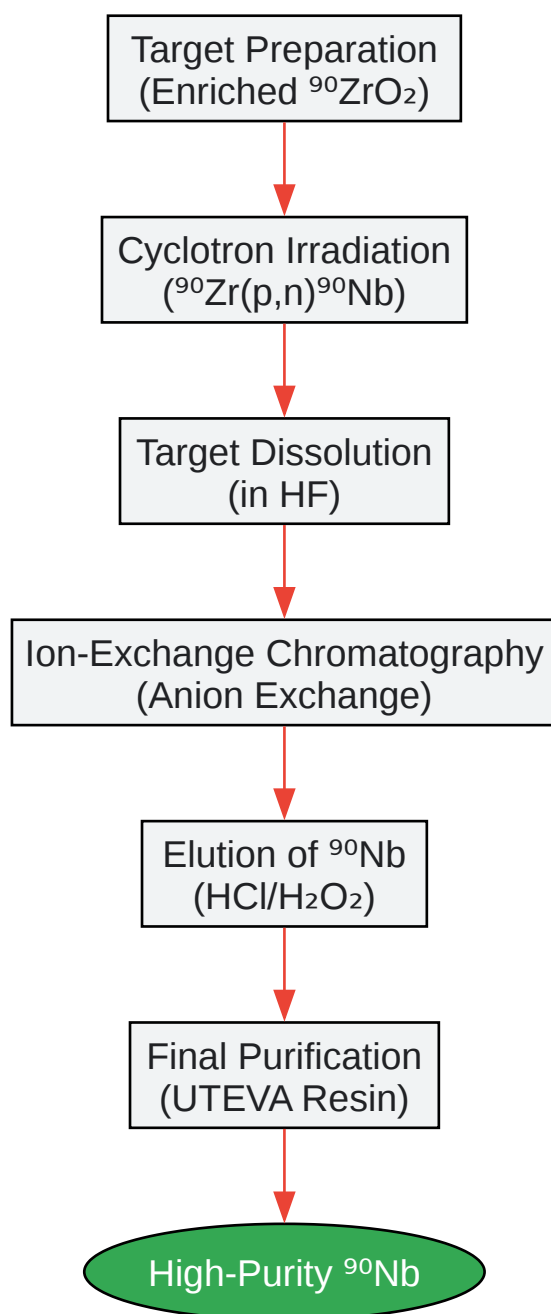 Target Preparation
(Enriched ⁹⁰ZrO₂)
Cyclotron Irradiation
(⁹⁰Zr(p,n)⁹⁰Nb)
Target Dissolution
(in HF)
Ion-Exchange Chromatography
(Anion Exchange)
Elution of ⁹⁰Nb
(HCl/H₂O₂)
Final Purification
(UTEVA Resin)
High-Purity ⁹⁰Nb